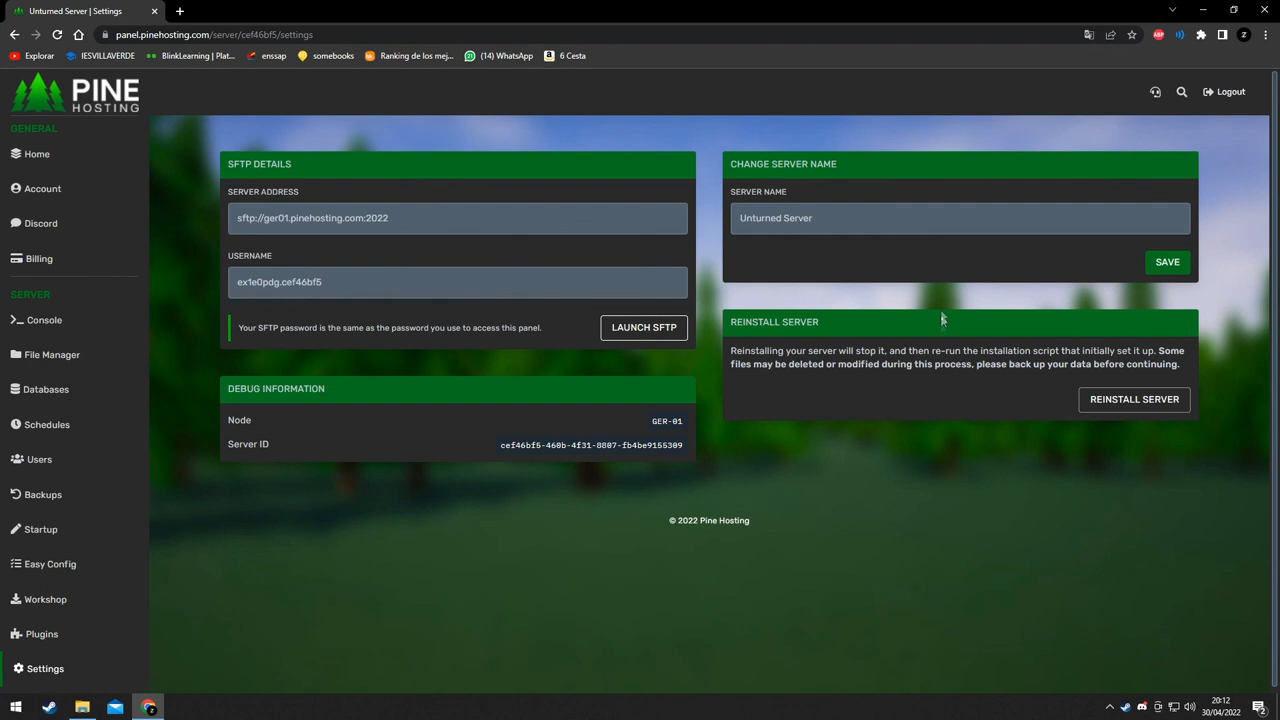 Unturned Server | Settings
panel.pinehosting.com/server/cef46bf5/settings
Explorar
IESVILLAVERDE
BlinkLearning | Plat...
enssap
somebooks
Ranking de los mej...
(14) WhatsApp
6 Cesta
ABP
Z
PINE
HOSTING
Logout
GENERAL
Home
Account
Discord
Billing
SERVER
Console
File Manager
Databases
Schedules
Users
Backups
Startup
Easy Config
Workshop
Plugins
Settings
SFTP DETAILS
SERVER ADDRESS
sftp://ger01.pinehosting.com:2022
USERNAME
ex1e0pdg.cef46bf5
Your SFTP password is the same as the password you use to access this panel.
LAUNCH SFTP
DEBUG INFORMATION
Node
GER-01
Server ID
cef46bf5-460b-4f31-8807-fb4be9155309
CHANGE SERVER NAME
SERVER NAME
Unturned Server
SAVE
REINSTALL SERVER
Reinstalling your server will stop it, and then re-run the installation script that initially set it up. Some
files may be deleted or modified during this process, please back up your data before continuing.
REINSTALL SERVER
© 2022 Pine Hosting
20:12
30/04/2022